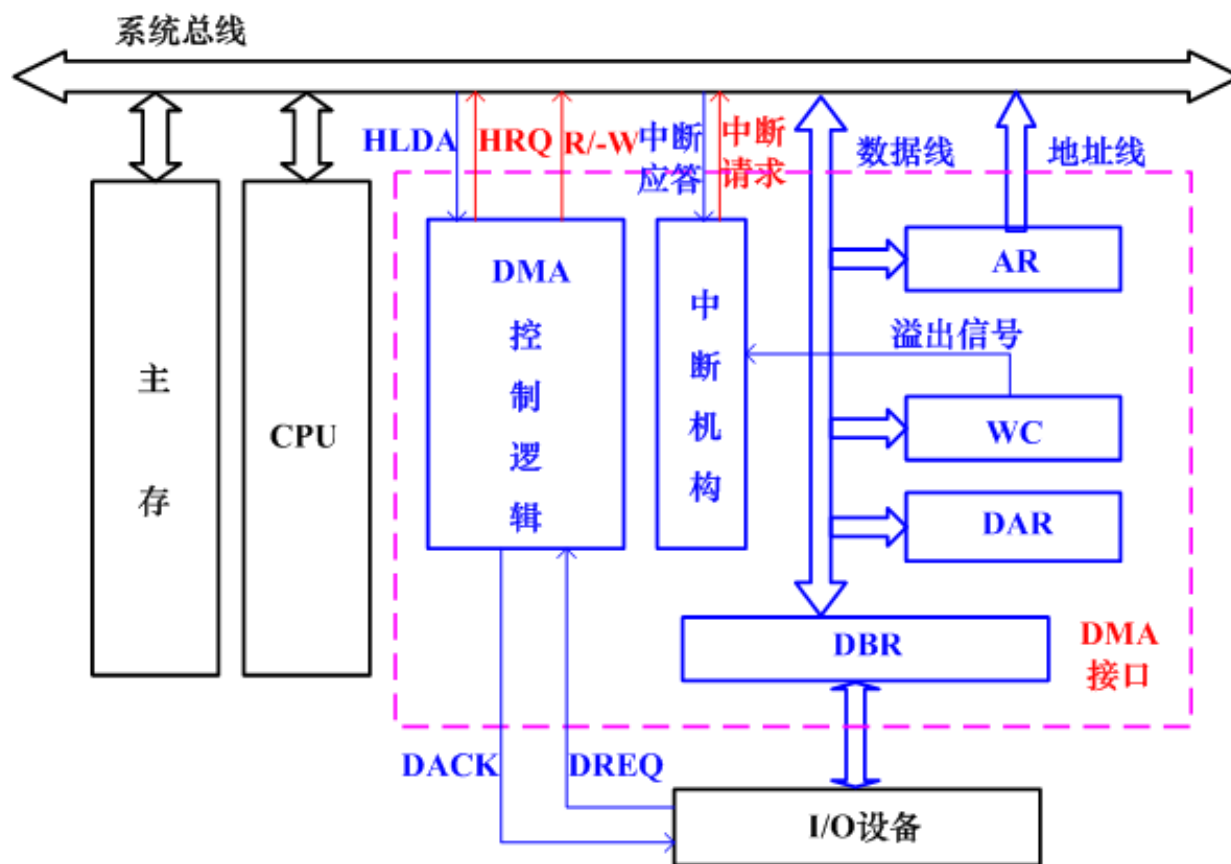 系统总线
HLDA
HRQ
R/-W
中断
应答
中断
请求
数据线
地址线
DMA
控
制
逻
辑
中
断
机
构
AR
溢出信号
主
存
CPU
WC
DAR
DBR
DMA
接口
DACK
DREQ
I/O设备